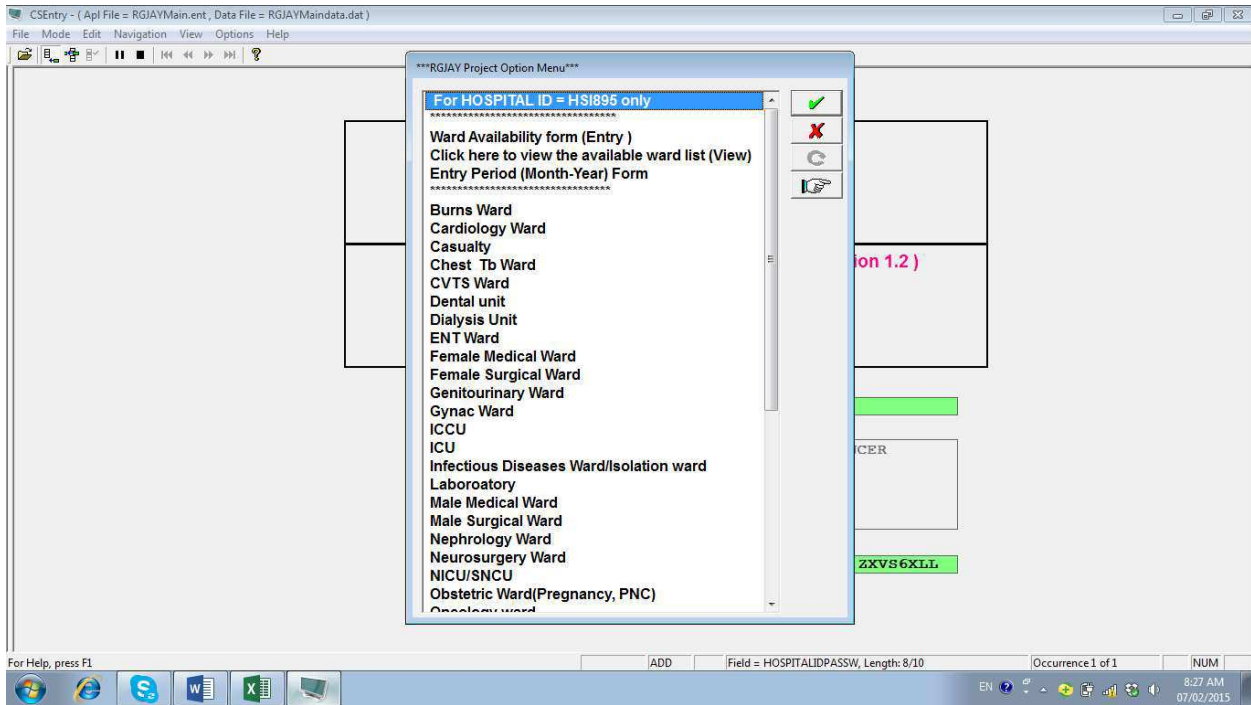 CSEntry - ( Apl File = RGJAYMain.ent , Data File = RGJAYMaindata.dat )
File Mode Edit Navigation View Options Help
***RGJAY Project Option Menu***
For HOSPITAL ID = HSI895 only
**********************************
Ward Availability form (Entry )
Click here to view the available ward list (View)
Entry Period (Month-Year) Form
*********************************
Burns Ward
Cardiology Ward
Casualty
Chest Tb Ward
CVTS Ward
Dental unit
Dialysis Unit
ENT Ward
Female Medical Ward
Female Surgical Ward
Genitourinary Ward
Gynac Ward
ICCU
ICU
Infectious Diseases Ward/Isolation ward
Laboroatory
Male Medical Ward
Male Surgical Ward
Nephrology Ward
Neurosurgery Ward
NICU/SNCU
Obstetric Ward(Pregnancy, PNC)
Oncology ward
ion 1.2 )
CER
ZXVS6XLL
For Help, press F1
ADD
Field = HOSPITALIDPASSW, Length: 8/10
Occurrence 1 of 1
NUM
EN
8:27 AM
07/02/2015